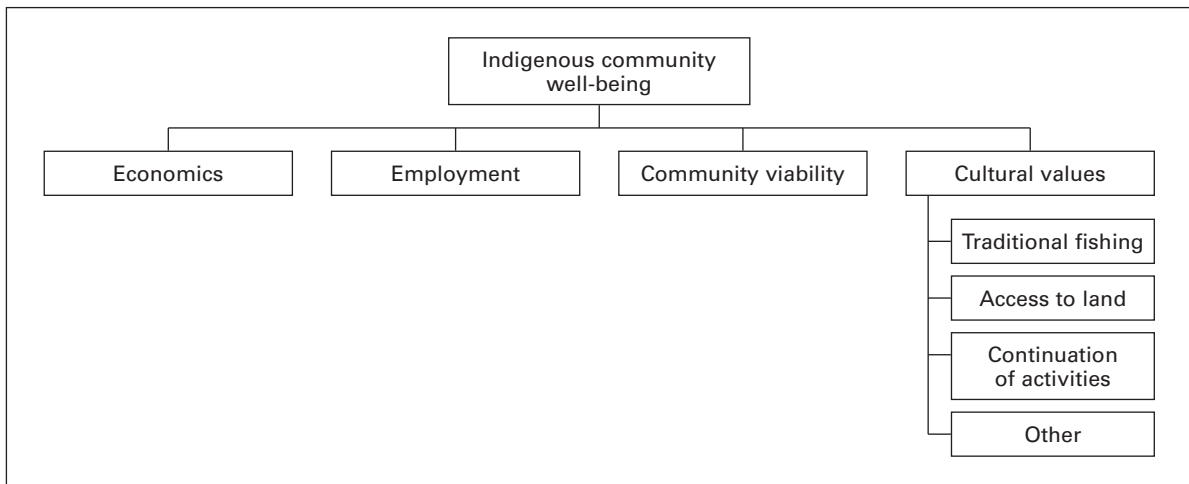 Indigenous community
well-being
Economics
Employment
Community viability
Cultural values
Traditional fishing
Access to land
Continuation
of activities
Other